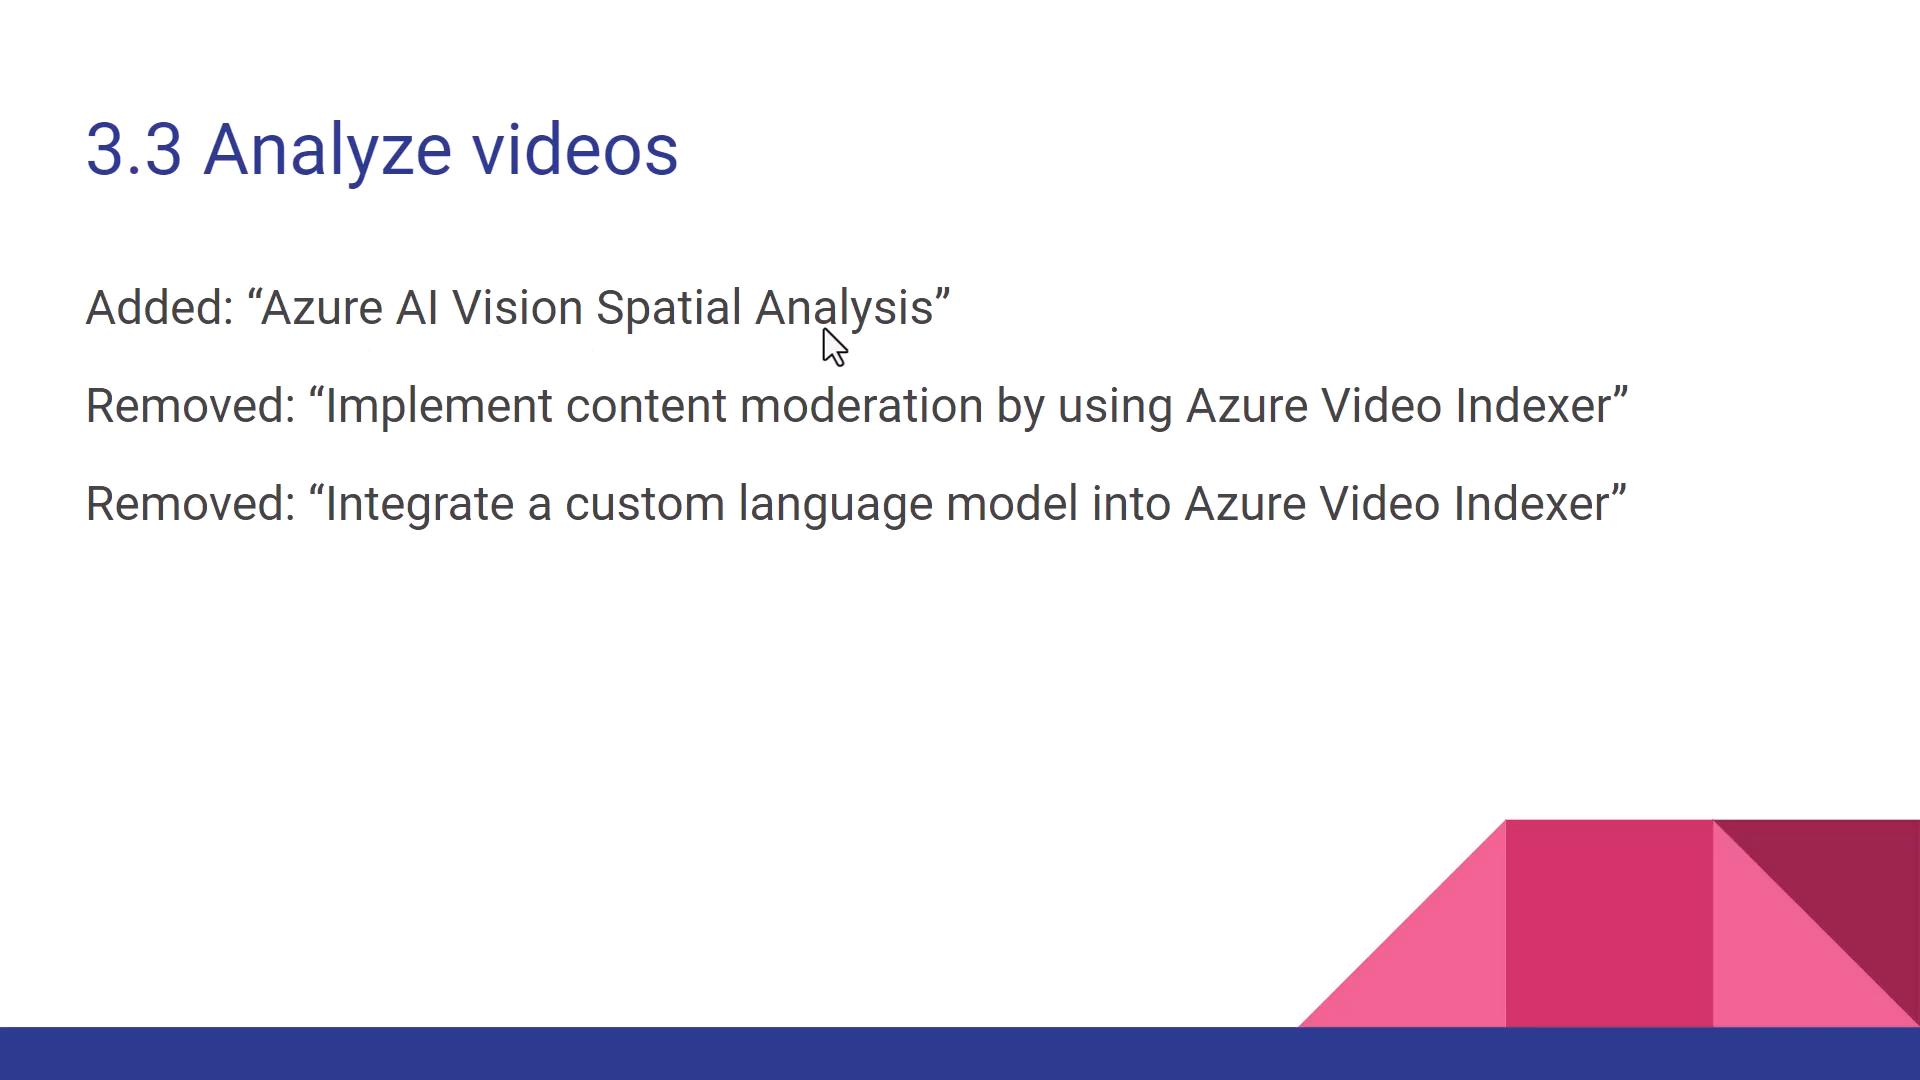 3.3 Analyze videos
Added: “Azure AI Vision Spatial Analysis”
Removed: “Implement content moderation by using Azure Video Indexer”
Removed: “Integrate a custom language model into Azure Video Indexer”